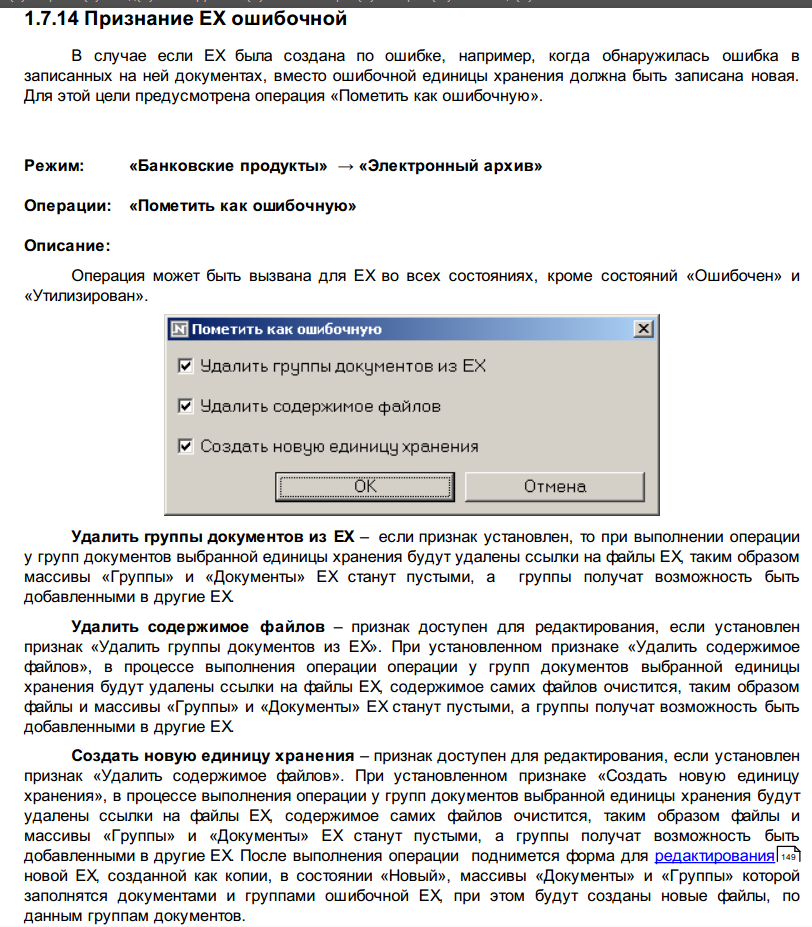 1.7.14 Признание ЕХ ошибочной
В случае если ЕХ была создана по ошибке, например, когда обнаружилась ошибка в
записанных на ней документах, вместо ошибочной единицы хранения должна быть записана новая.
Для этой цели предусмотрена операция «Пометить как ошибочную».
Режим: «Банковские продукты» → «Электронный архив»
Операции: «Пометить как ошибочную»
Описание:
Операция может быть вызвана для ЕХ во всех состояниях, кроме состояний «Ошибочен» и
«Утилизирован».
Пометить как ошибочную
Удалить группы документов из ЕХ
Удалить содержимое файлов
Создать новую единицу хранения
ОК Отмена
Удалить группы документов из ЕХ – если признак установлен, то при выполнении операции
у групп документов выбранной единицы хранения будут удалены ссылки на файлы ЕХ, таким образом
массивы «Группы» и «Документы» ЕХ станут пустыми, а группы получат возможность быть
добавленными в другие ЕХ.
Удалить содержимое файлов – признак доступен для редактирования, если установлен
признак «Удалить группы документов из ЕХ». При установленном признаке «Удалить содержимое
файлов», в процессе выполнения операции операции у групп документов выбранной единицы
хранения будут удалены ссылки на файлы ЕХ, содержимое самих файлов очистится, таким образом
файлы и массивы «Группы» и «Документы» ЕХ станут пустыми, а группы получат возможность быть
добавленными в другие ЕХ.
Создать новую единицу хранения – признак доступен для редактирования, если установлен
признак «Удалить содержимое файлов». При установленном признаке «Создать новую единицу
хранения», в процессе выполнения операции у групп документов выбранной единицы хранения будут
удалены ссылки на файлы ЕХ, содержимое самих файлов очистится, таким образом файлы и
массивы «Группы» и «Документы» ЕХ станут пустыми, а группы получат возможность быть
добавленными в другие ЕХ. После выполнения операции поднимется форма для редактирования 149
новой ЕХ, созданной как копии, в состоянии «Новый», массивы «Документы» и «Группы» которой
заполнятся документами и группами ошибочной ЕХ, при этом будут созданы новые файлы, по
данным группам документов.